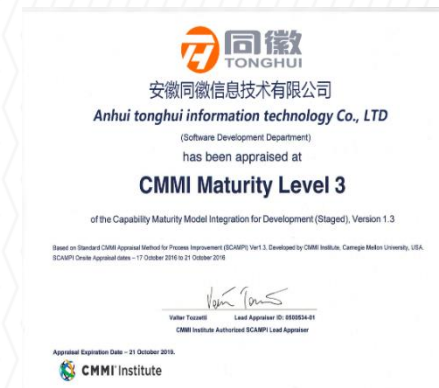 同徽
TONGHUI
安徽同徽信息技术有限公司
Anhui tonghui information technology Co., LTD
(Software Development Department)
has been appraised at
CMMI Maturity Level 3
of the Capability Maturity Model Integration for Development (Staged), Version 1.3
Based on Standard CMMI Appraisal Method for Process Improvement (SCAMPI) Ver1.3. Developed by CMMI Institute, Carnegie Mellon University, USA.
SCAMPI Onsite Appraisal dates – 17 October 2016 to 21 October 2016
Valter Tozzetti Lead Appraiser ID: 0500534-01
CMMI Institute Authorized SCAMPI Lead Appraiser
Appraisal Expiration Date – 21 October 2019.
CMMI Institute